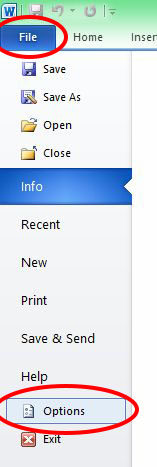 W
File Home Inser
Save
Save As
Open
Close
Info
Recent
New
Print
Save & Send
Help
Options
Exit